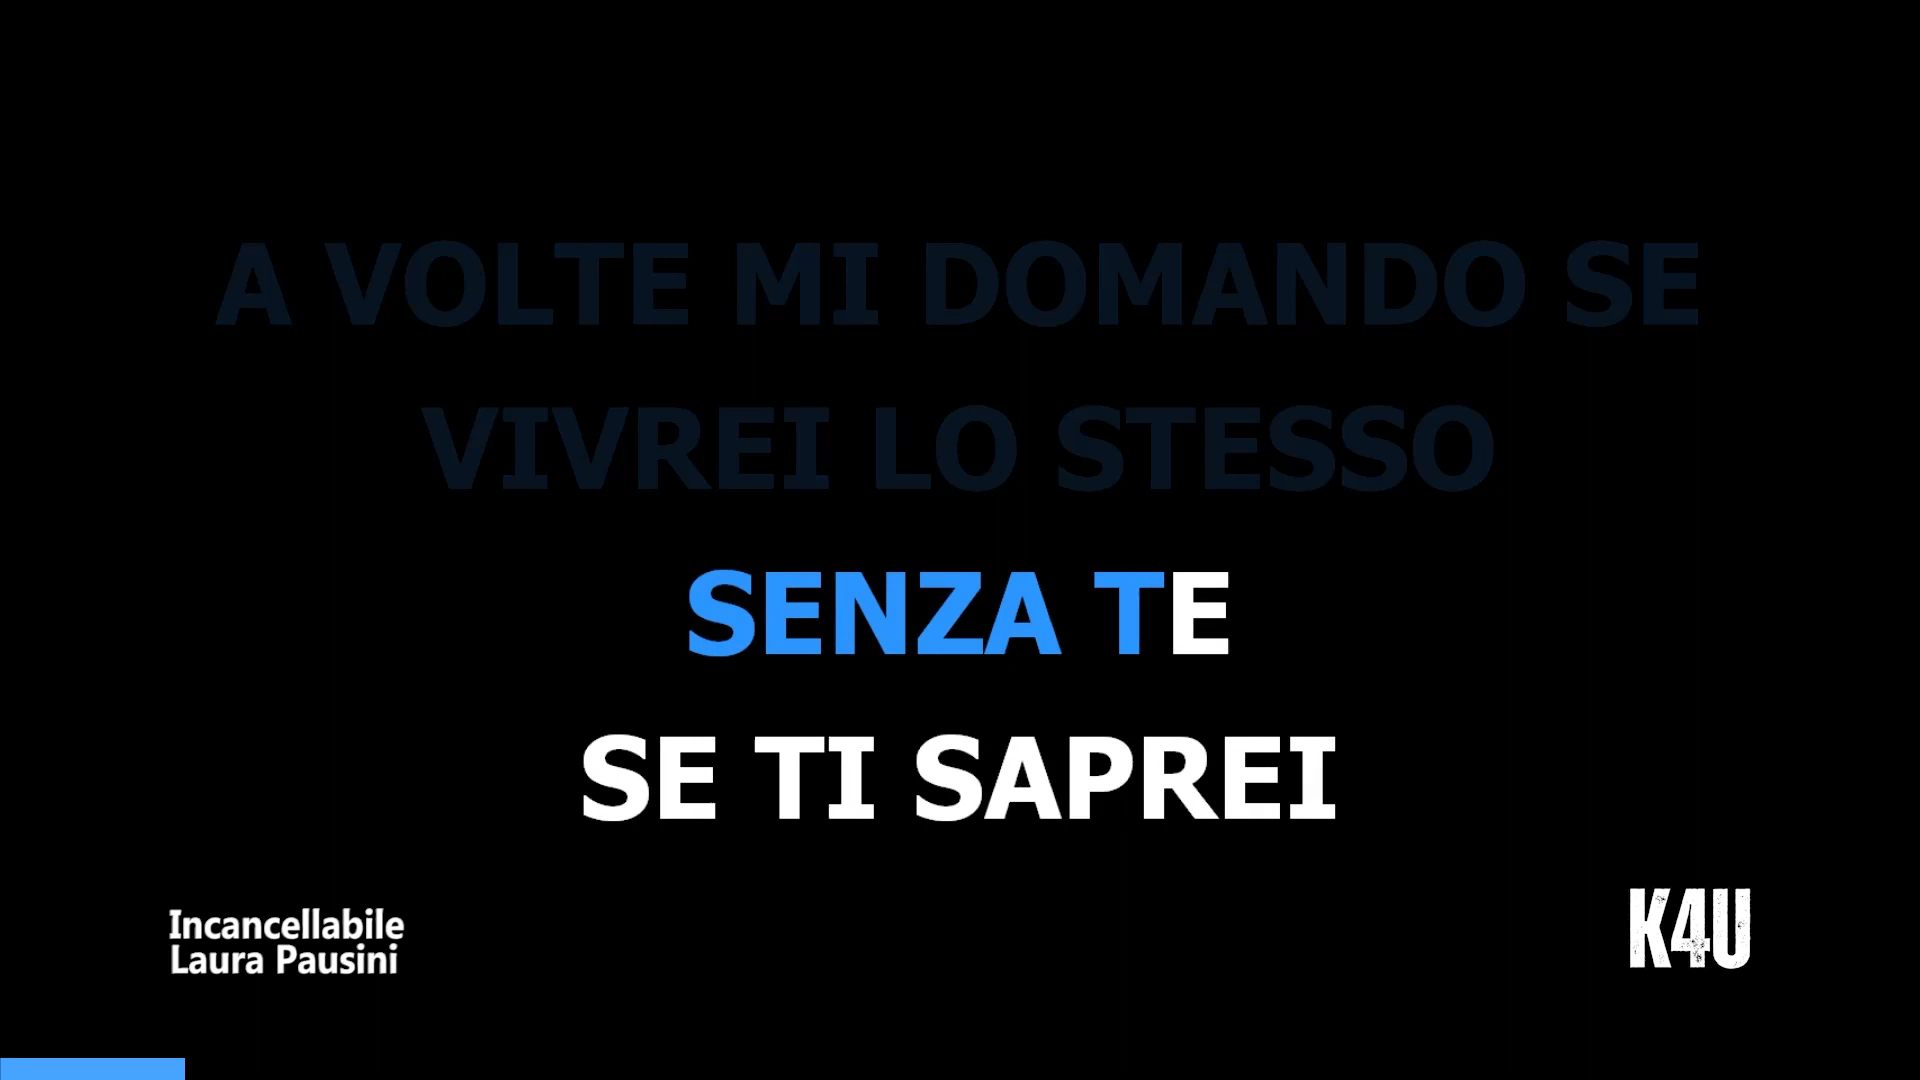 A VOLTE MI DOMANDO SE
VIVREI LO STESSO
SENZA TE
SE TI SAPREI
Incancellabile
Laura Pausini
K4U